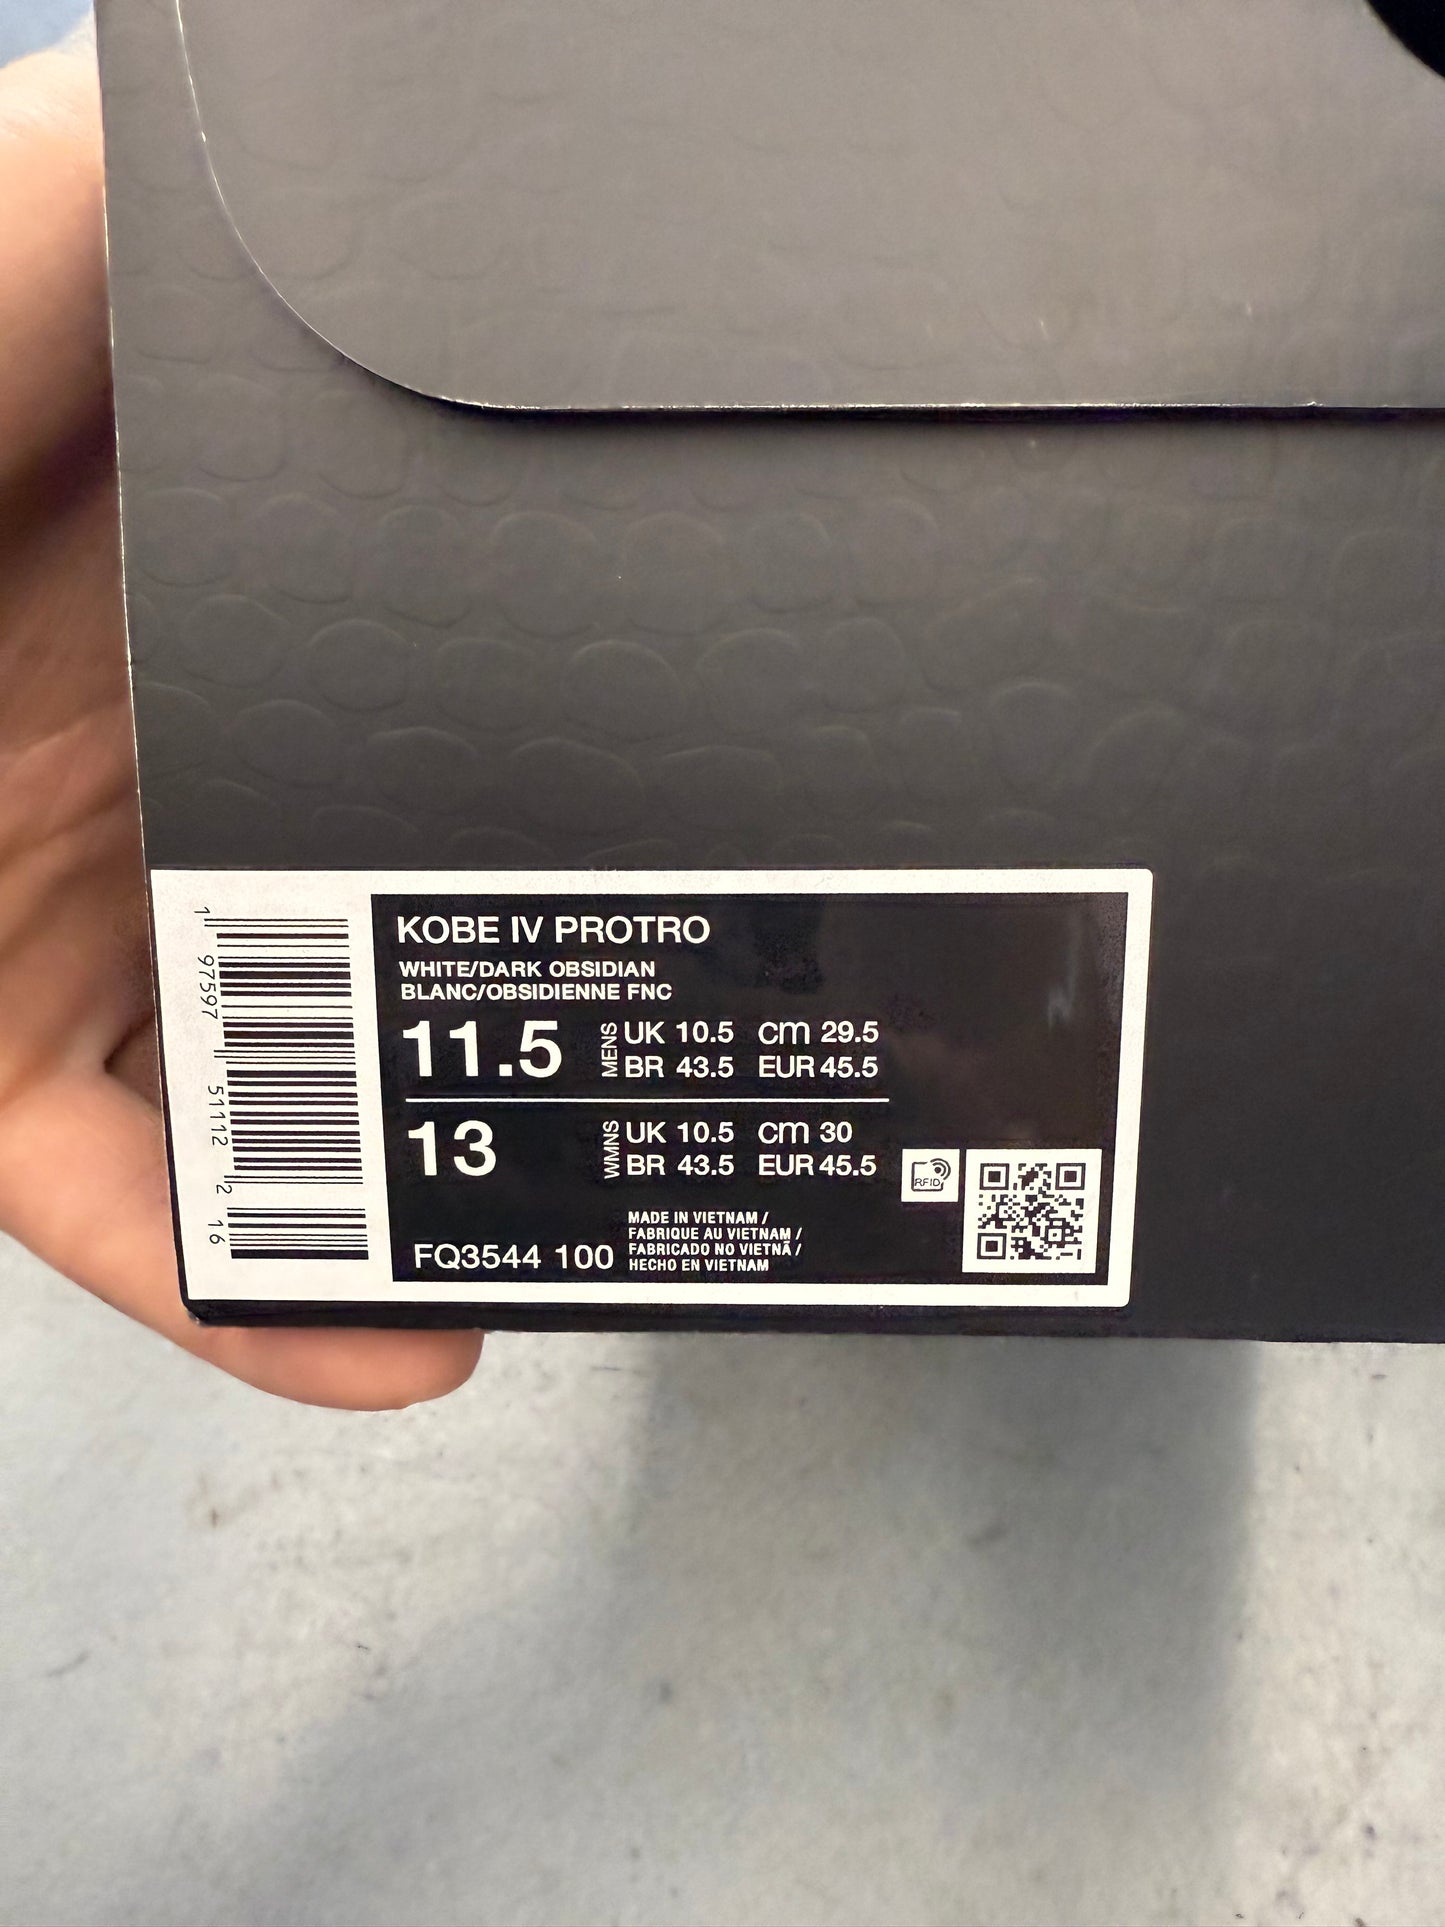 KOBE IV PROTRO
WHITE/DARK OBSIDIAN
BLANC/OBSIDIENNE FNC
11.5 MENS UK 10.5 CM 29.5
BR 43.5 EUR 45.5
13 WMNS UK 10.5 CM 30
BR 43.5 EUR 45.5
RFID
MADE IN VIETNAM /
FABRIQUE AU VIETNAM /
FABRICADO NO VIETNÃ /
HECHO EN VIETNAM
FQ3544 100
1 97597 51112 2 16